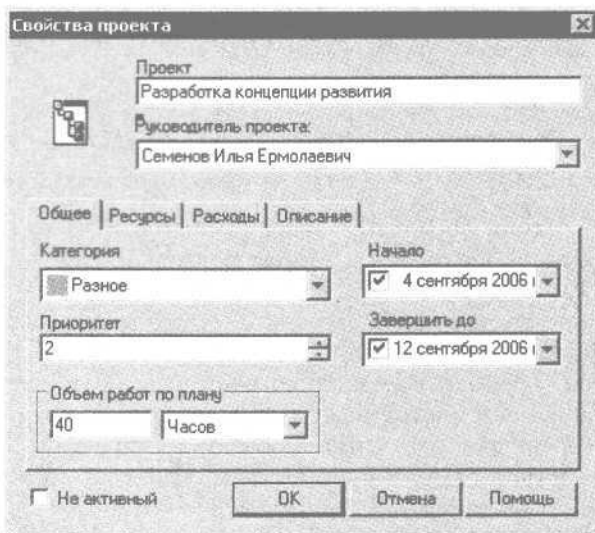 Свойства проекта
Проект
Разработка концепции развития
Руководитель проекта:
Семенов Илья Ермолаевич
Общее Ресурсы Расходы Описание
Категория
Разное
Начало
4 сентября 2006
Приоритет
2
Завершить до
12 сентября 2006
Объем работ по плану
40 Часов
Не активный
OK Отмена Помощь